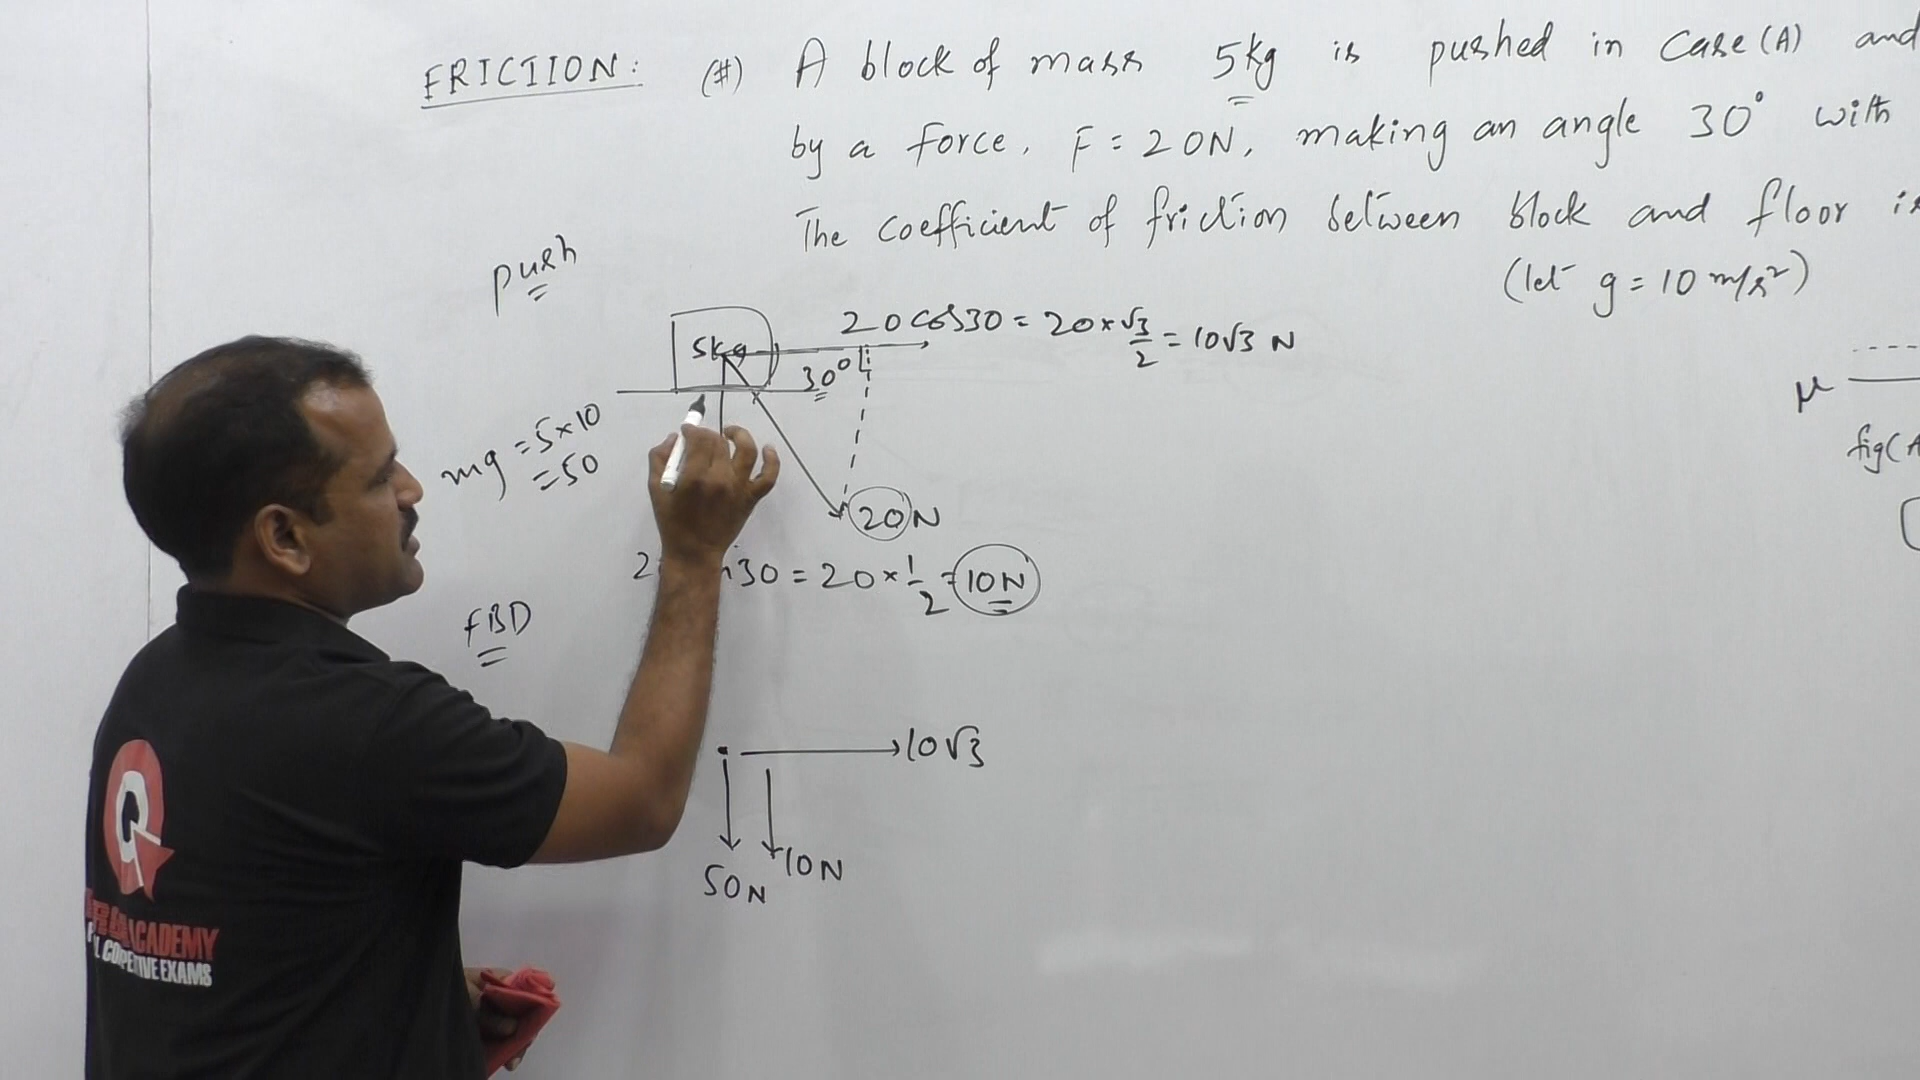 FRICTION: (#) A block of mass 5kg is pushed in Case (A) and
by a force, F = 20N, making an angle 30° with
The coefficient of friction between block and floor is
(let g = 10 m/s²)
push
5kg
20 cos30 = 20 × √3/2 = 10√3 N
30°
μ
mg = 5×10
= 50
fig(A
20N
30 = 20 × 1/2 = 10N
FBD
10√3
50N
10N
ACADEMY